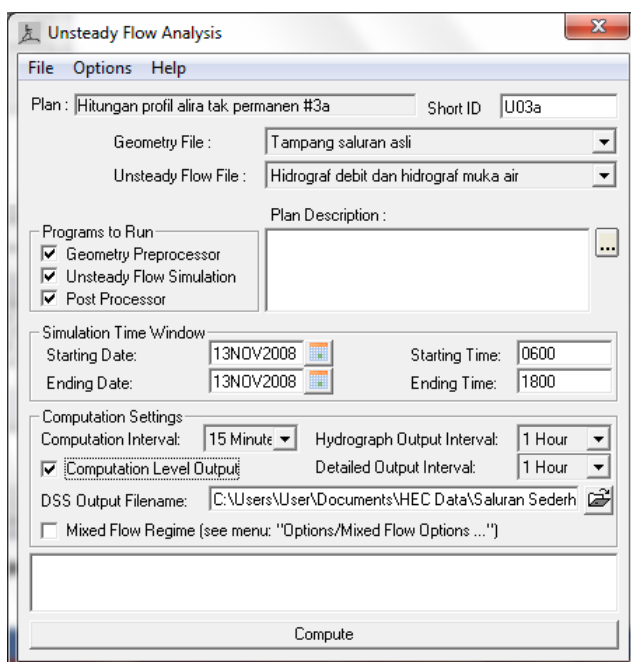 Unsteady Flow Analysis
File Options Help
Plan : Hitungan profil alira tak permanen #3a Short ID U03a
Geometry File : Tampang saluran asli
Unsteady Flow File : Hidrograf debit dan hidrograf muka air
Plan Description :
Programs to Run
Geometry Preprocessor
Unsteady Flow Simulation
Post Processor
...
Simulation Time Window
Starting Date: 13NOV2008 Starting Time: 0600
Ending Date: 13NOV2008 Ending Time: 1800
Computation Settings
Computation Interval: 15 Minute Hydrograph Output Interval: 1 Hour
Computation Level Output Detailed Output Interval: 1 Hour
DSS Output Filename: C:\Users\User\Documents\HEC Data\Saluran Sederh
Mixed Flow Regime (see menu: "Options/Mixed Flow Options ...")
Compute